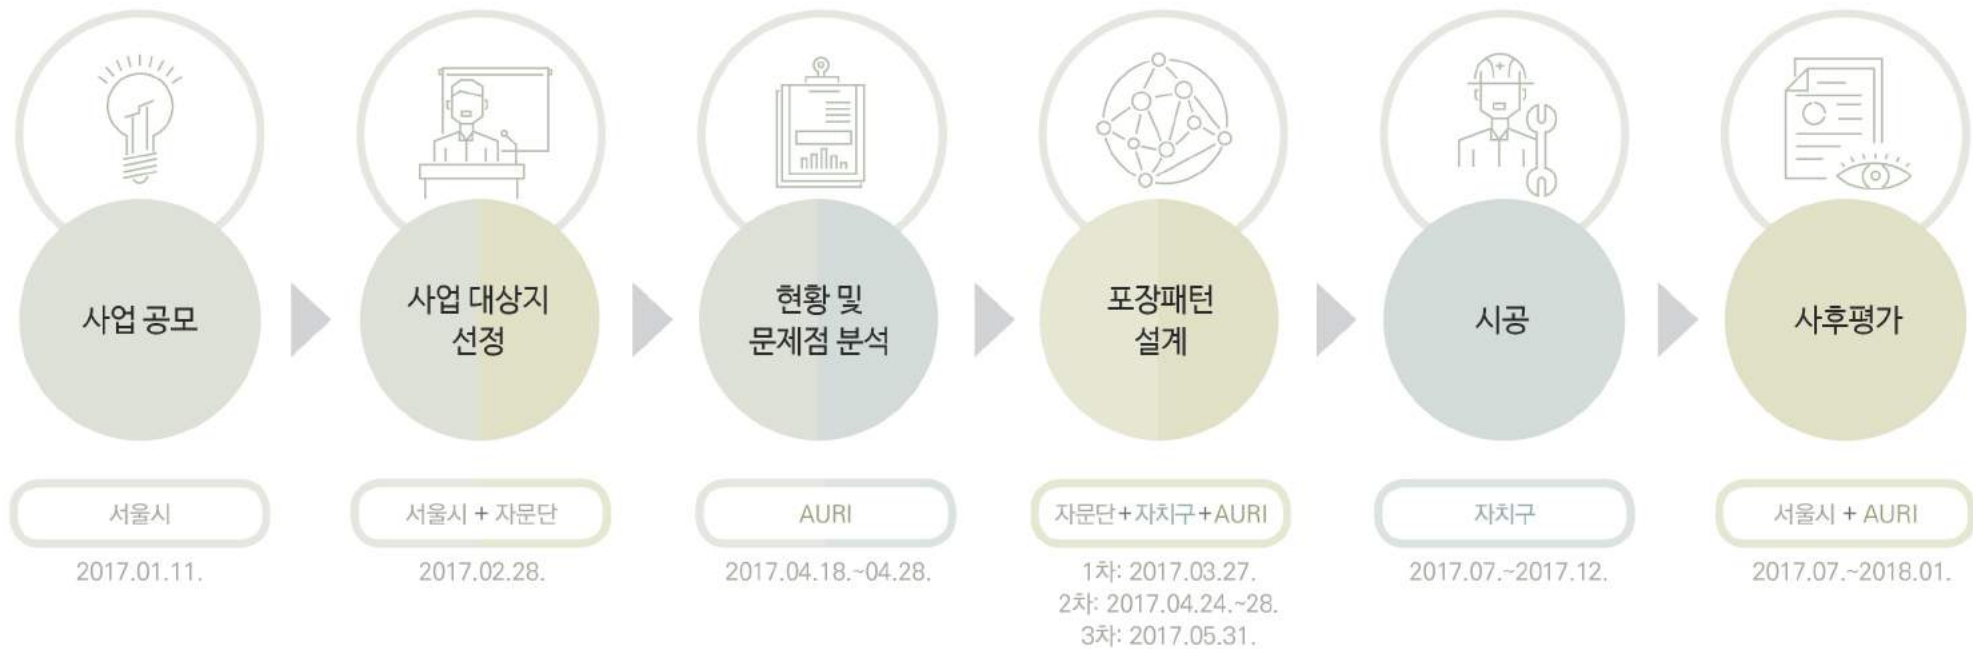 사업 공모
사업 대상지
선정
현황 및
문제점 분석
포장패턴
설계
시공
사후평가
서울시
서울시 + 자문단
AURI
자문단+자치구+AURI
자치구
서울시 + AURI
2017.01.11.
2017.02.28.
2017.04.18.~04.28.
1차: 2017.03.27.
2차: 2017.04.24.~28.
3차: 2017.05.31.
2017.07.~2017.12.
2017.07.~2018.01.